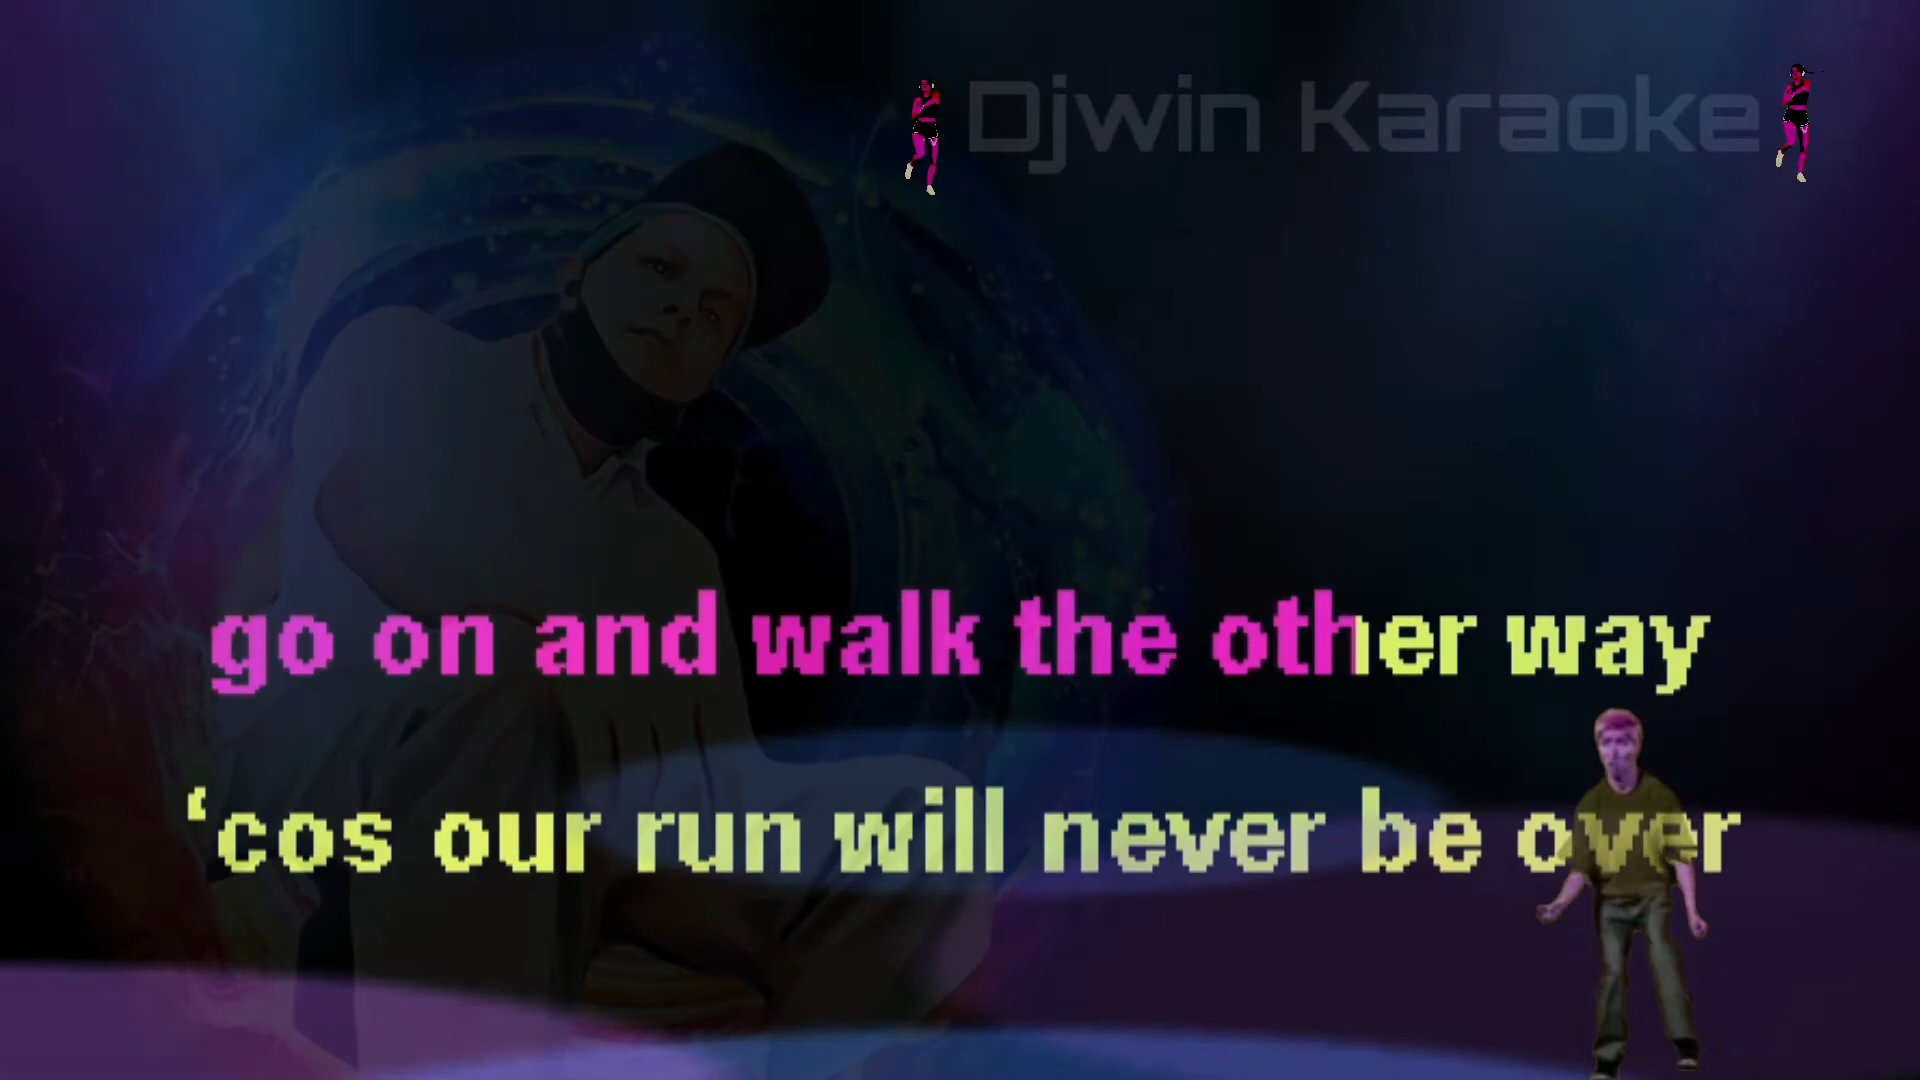 Djwin Karaoke
go on and walk the other way
‘cos our run will never be over